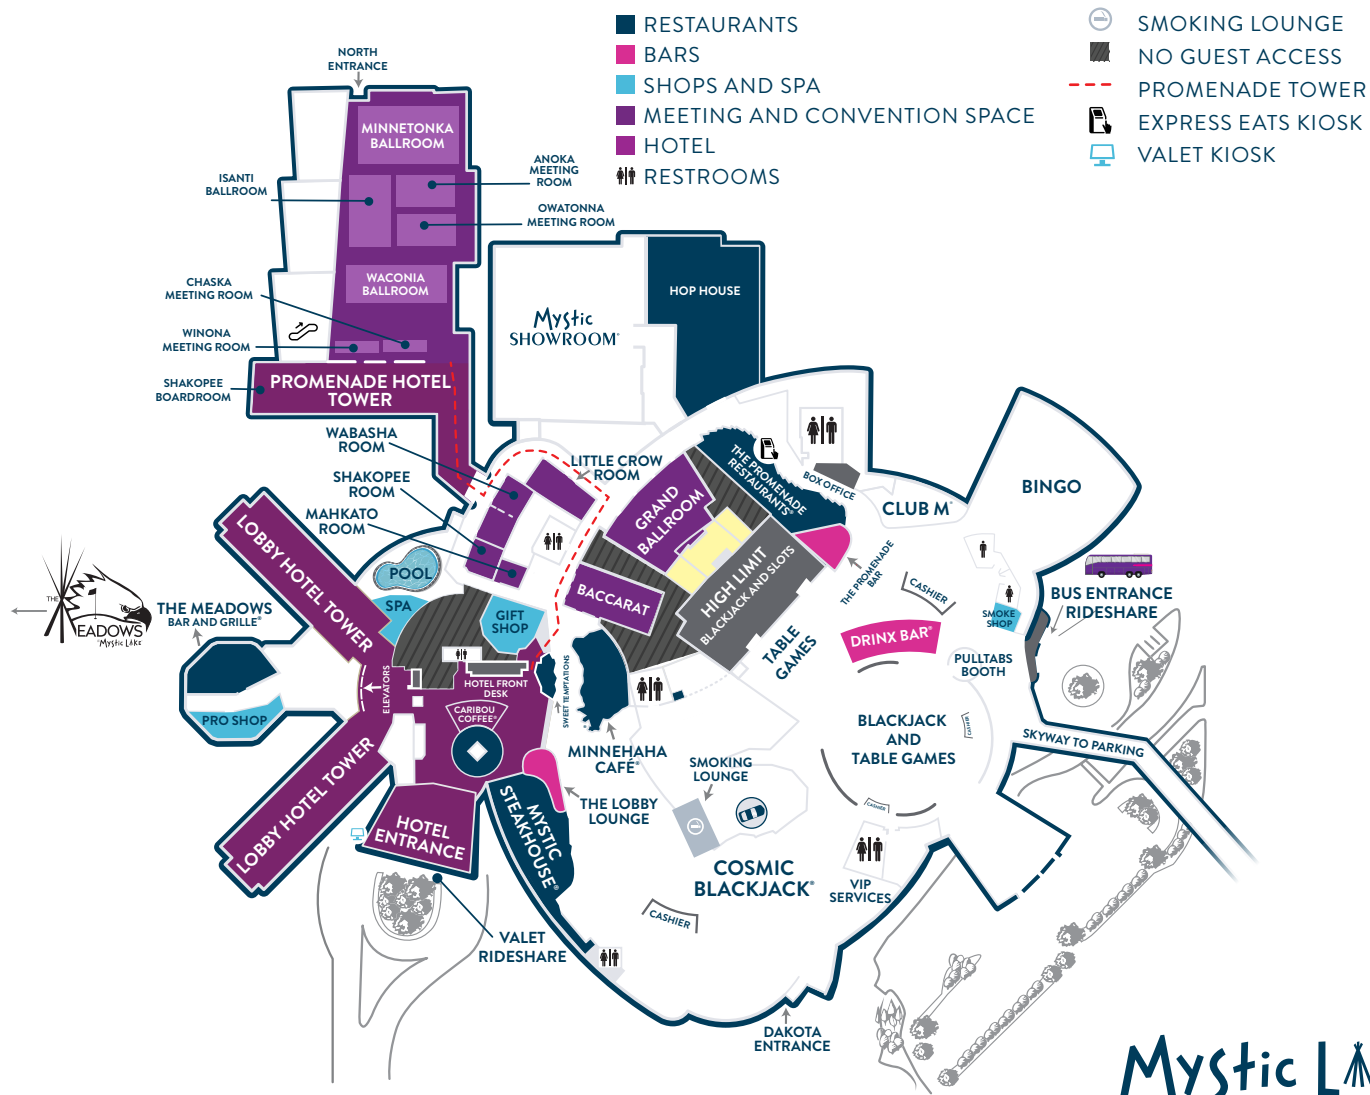 RESTAURANTS
BARS
SHOPS AND SPA
MEETING AND CONVENTION SPACE
HOTEL
RESTROOMS
SMOKING LOUNGE
NO GUEST ACCESS
PROMENADE TOWER
EXPRESS EATS KIOSK
VALET KIOSK
NORTH
ENTRANCE
MINNETONKA
BALLROOM
ISANTI
BALLROOM
ANOKA
MEETING
ROOM
OWATONNA
MEETING ROOM
WACONIA
BALLROOM
CHASKA
MEETING ROOM
WINONA
MEETING ROOM
SHAKOPEE
BOARDROOM
PROMENADE HOTEL
TOWER
Mystic
SHOWROOM®
HOP HOUSE
WABASHA
ROOM
SHAKOPEE
ROOM
MAHKATO
ROOM
LITTLE CROW
ROOM
GRAND
BALLROOM
THE PROMENADE
RESTAURANTS
BOX OFFICE
CLUB M®
BINGO
LOBBY HOTEL TOWER
POOL
SPA
GIFT
SHOP
BACCARAT
HIGH LIMIT
BLACKJACK AND SLOTS
THE PROMENADE
BAR
CASHIER
SMOKE
SHOP
BUS ENTRANCE
RIDESHARE
THE
MEADOWS
at Mystic Lake
THE MEADOWS
BAR AND GRILLE®
PRO SHOP
ELEVATORS
HOTEL FRONT
DESK
CARIBOU
COFFEE®
SWEET TEMPTATIONS
TABLE
GAMES
DRINX BAR®
PULLTABS
BOOTH
MINNEHAHA
CAFÉ®
BLACKJACK
AND
TABLE GAMES
CASHIER
SKYWAY TO PARKING
SMOKING
LOUNGE
LOBBY HOTEL TOWER
HOTEL
ENTRANCE
MYSTIC
STEAKHOUSE®
THE LOBBY
LOUNGE
CASHIER
COSMIC
BLACKJACK®
VIP
SERVICES
CASHIER
VALET
RIDESHARE
DAKOTA
ENTRANCE
Mystic LA